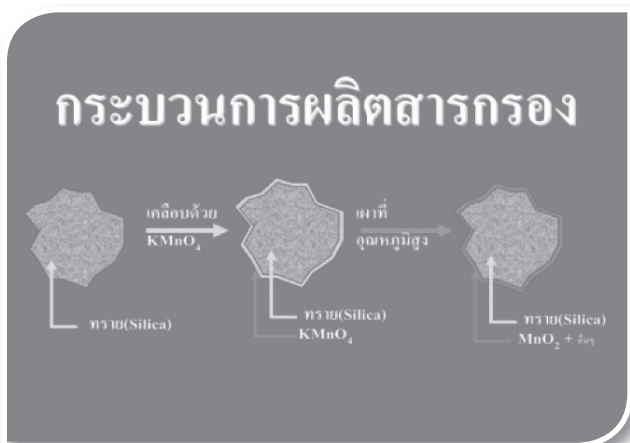 กระบวนการผลิตสารกรอง
เคลือบด้วย
KMnO₄
เผาที่
อุณหภูมิสูง
ทราย(Silica)
ทราย(Silica)
KMnO₄
ทราย(Silica)
MnO₂ + อื่นๆ